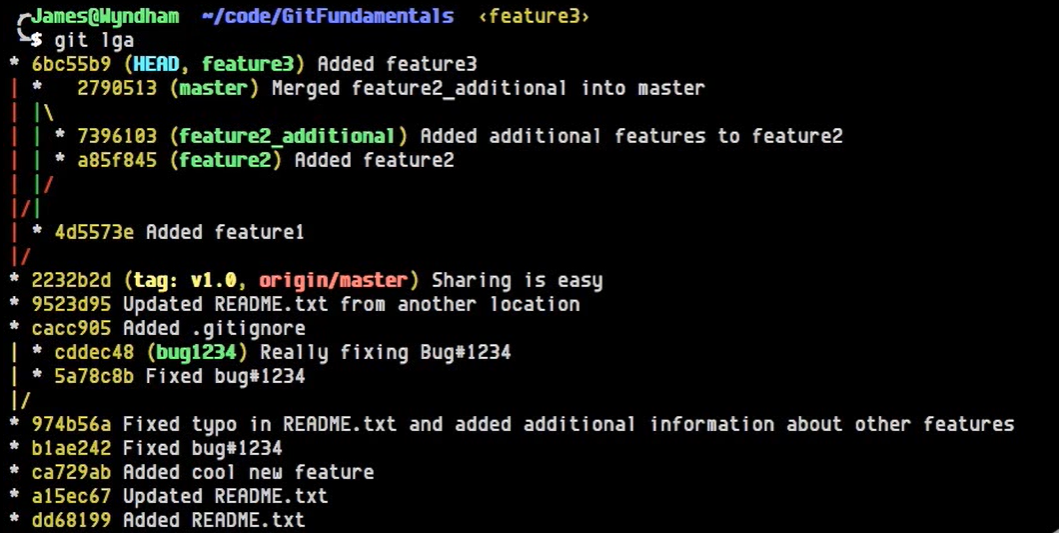 James@Wyndham ~/code/GitFundamentals ‹feature3›
$ git lga
* 6bc55b9 (HEAD, feature3) Added feature3
| *   2790513 (master) Merged feature2_additional into master
| |\
| | * 7396103 (feature2_additional) Added additional features to feature2
| | * a85f845 (feature2) Added feature2
| |/
|/|
| * 4d5573e Added feature1
|/
* 2232b2d (tag: v1.0, origin/master) Sharing is easy
* 9523d95 Updated README.txt from another location
* cacc905 Added .gitignore
| * cddec48 (bug1234) Really fixing Bug#1234
| * 5a78c8b Fixed bug#1234
|/
* 974b56a Fixed typo in README.txt and added additional information about other features
* b1ae242 Fixed bug#1234
* ca729ab Added cool new feature
* a15ec67 Updated README.txt
* dd68199 Added README.txt